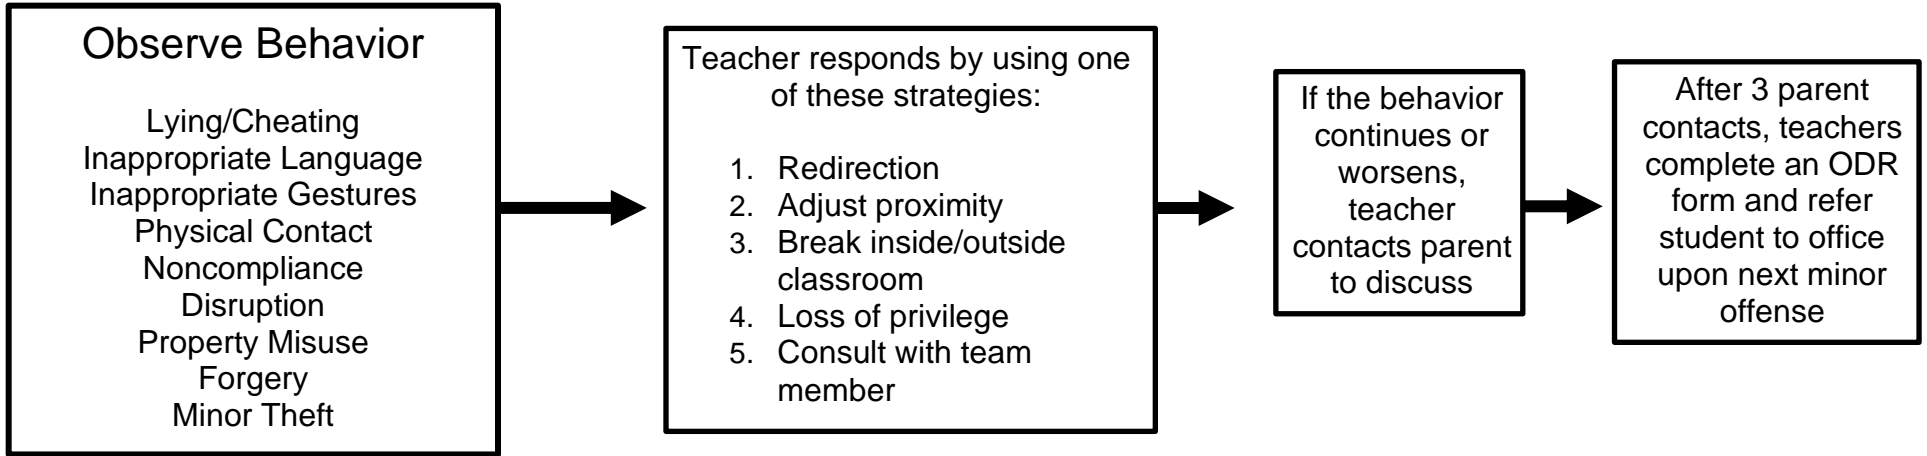 Observe Behavior
Lying/Cheating
Inappropriate Language
Inappropriate Gestures
Physical Contact
Noncompliance
Disruption
Property Misuse
Forgery
Minor Theft
Teacher responds by using one
of these strategies:
1. Redirection
2. Adjust proximity
3. Break inside/outside
classroom
4. Loss of privilege
5. Consult with team
member
If the behavior
continues or
worsens,
teacher
contacts parent
to discuss
After 3 parent
contacts, teachers
complete an ODR
form and refer
student to office
upon next minor
offense